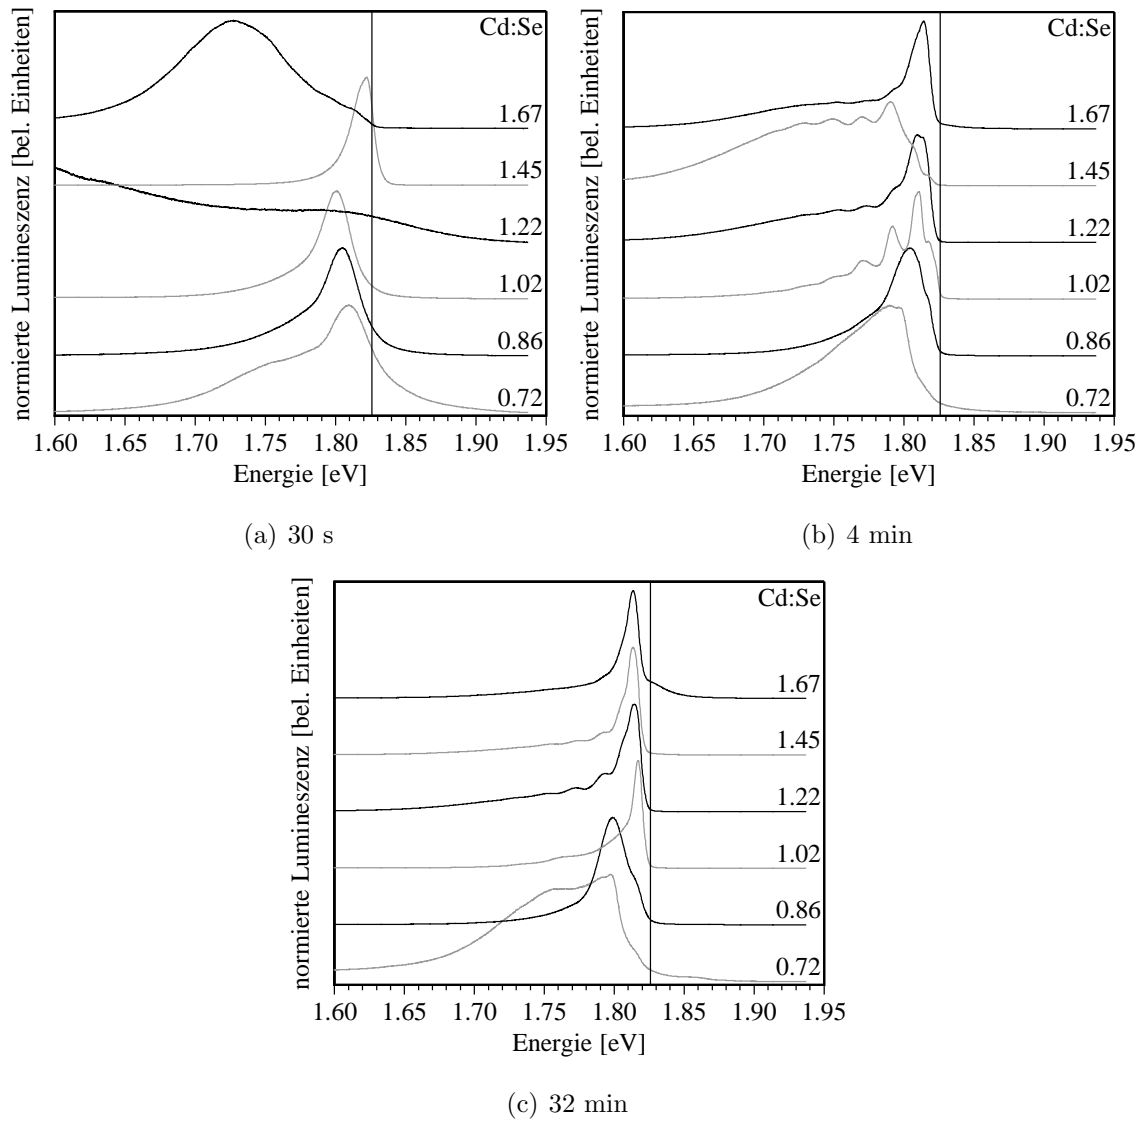 normierte Lumineszenz [bel. Einheiten]
Cd:Se
1.67
1.45
1.22
1.02
0.86
0.72
1.60 1.65 1.70 1.75 1.80 1.85 1.90 1.95
Energie [eV]
(a) 30 s
normierte Lumineszenz [bel. Einheiten]
Cd:Se
1.67
1.45
1.22
1.02
0.86
0.72
1.60 1.65 1.70 1.75 1.80 1.85 1.90 1.95
Energie [eV]
(b) 4 min
normierte Lumineszenz [bel. Einheiten]
Cd:Se
1.67
1.45
1.22
1.02
0.86
0.72
1.60 1.65 1.70 1.75 1.80 1.85 1.90 1.95
Energie [eV]
(c) 32 min